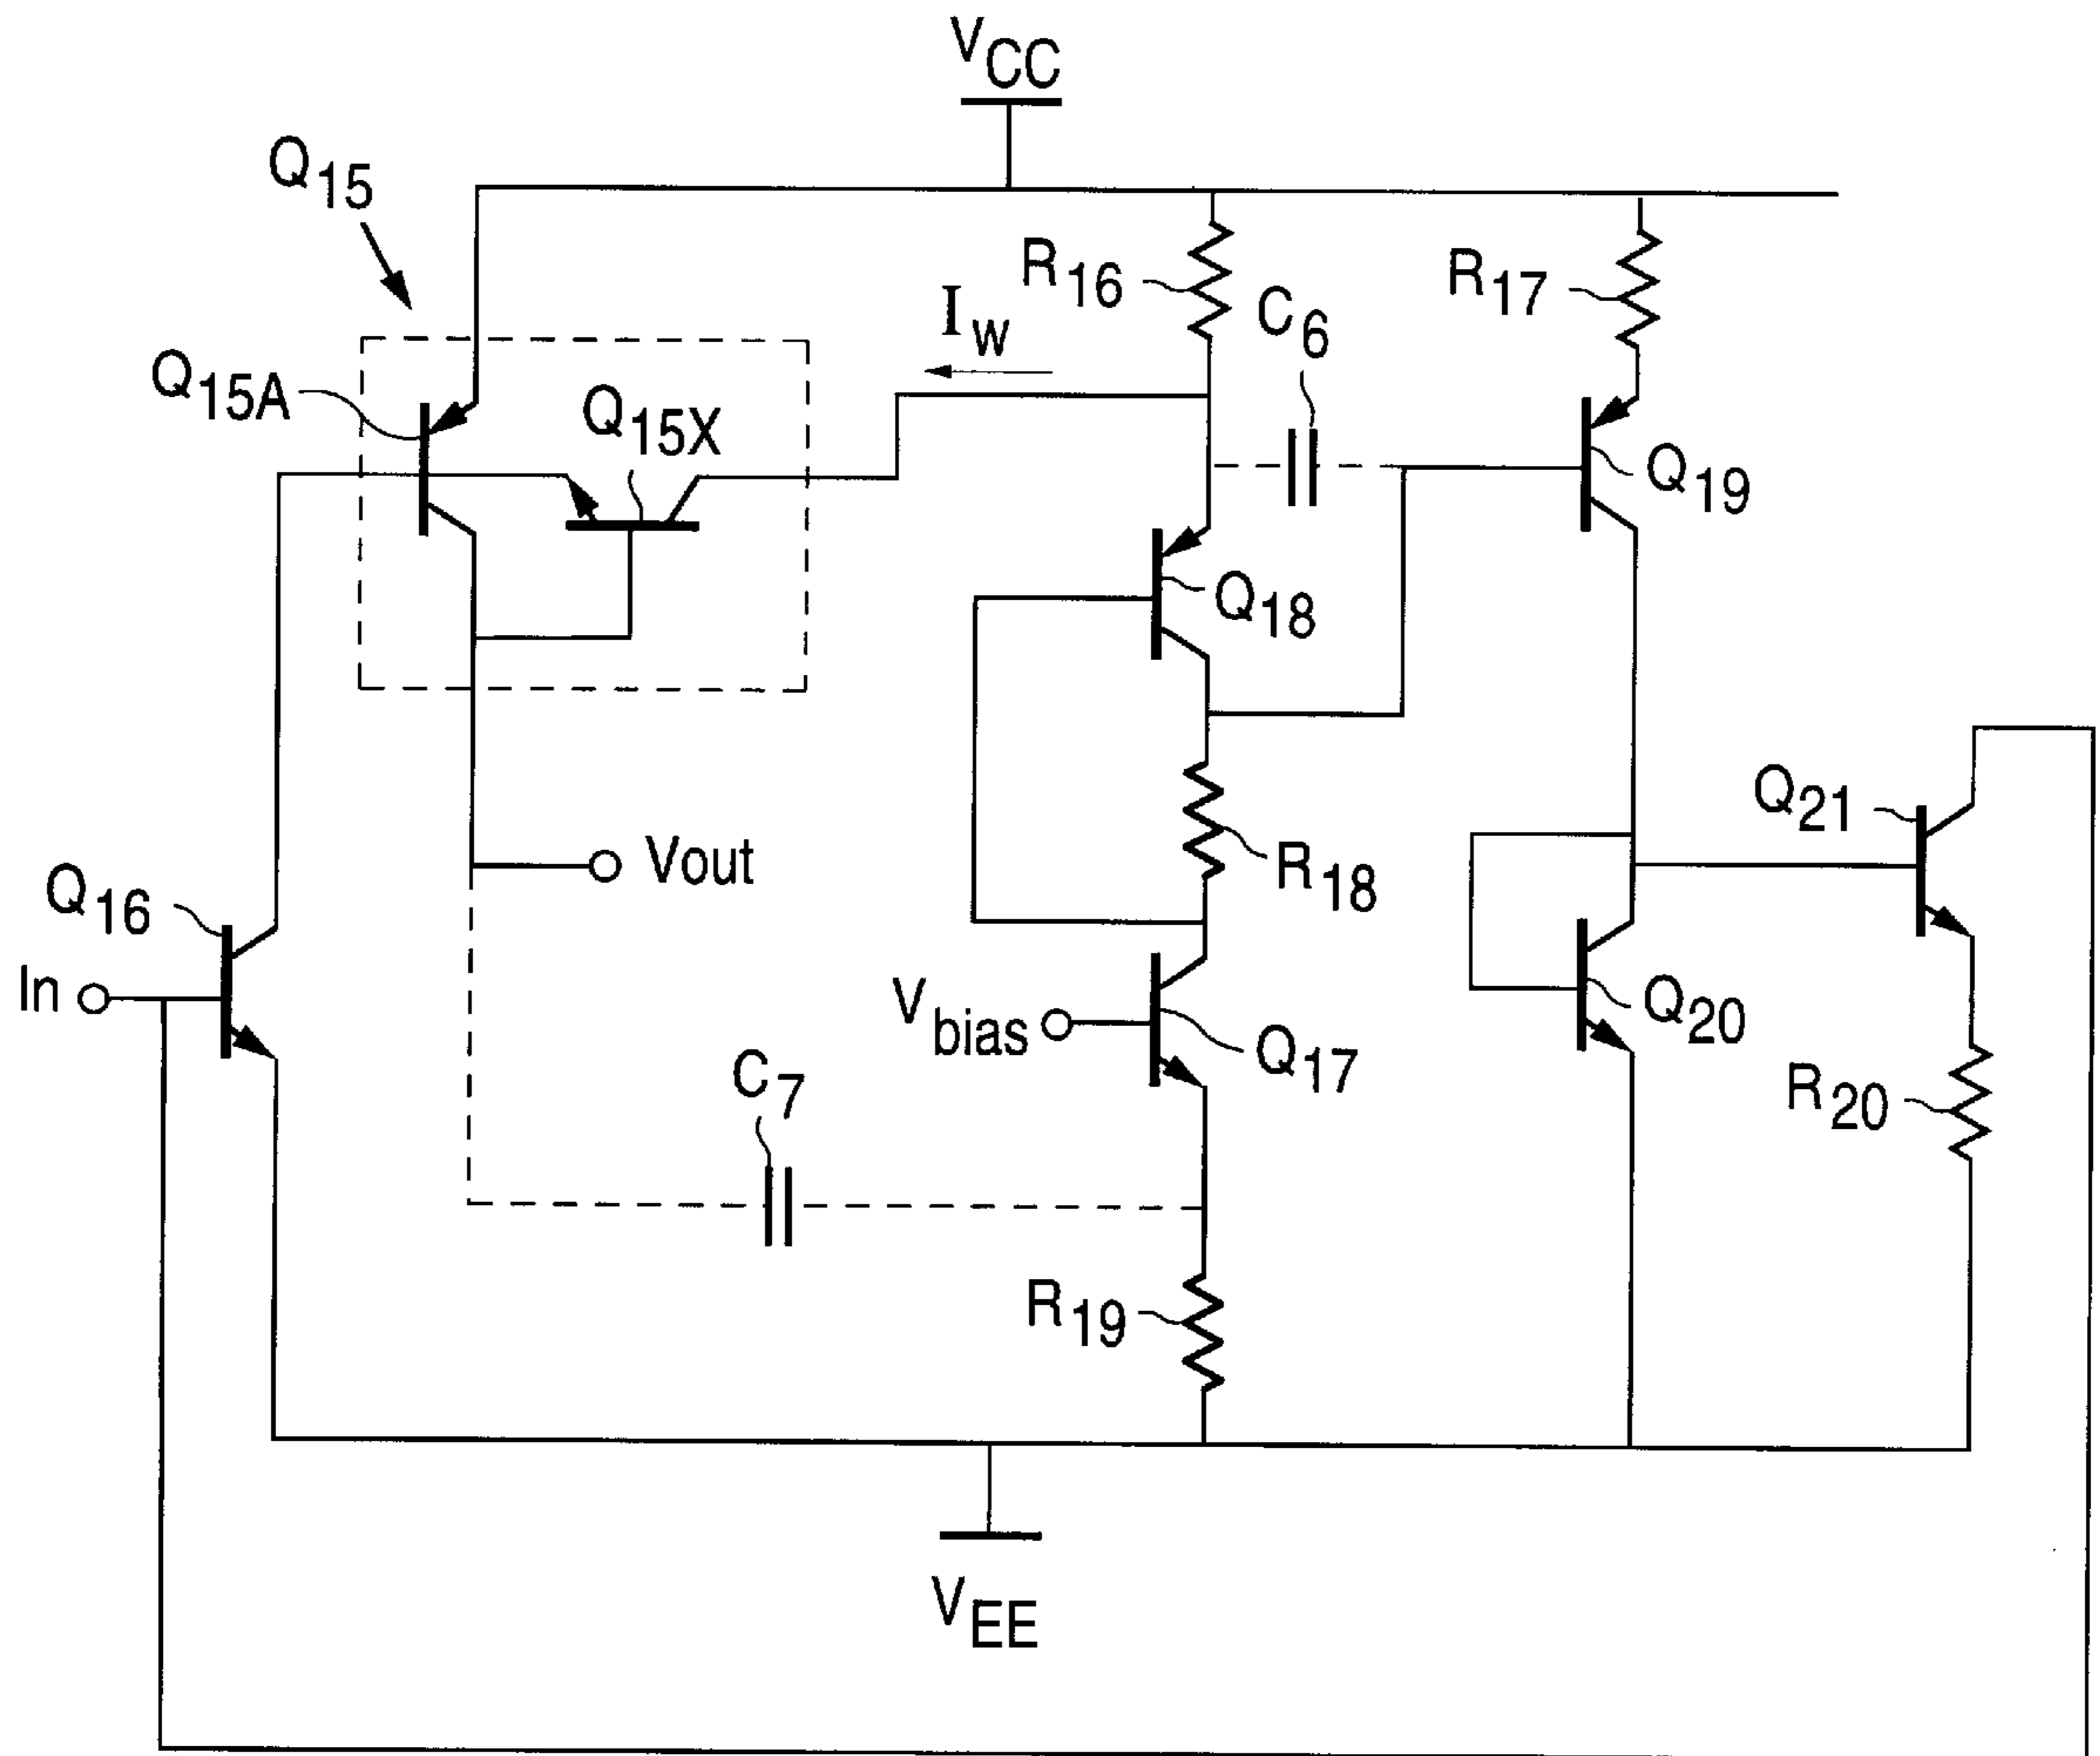 VCC
Q15
R16
R17
C6
IW
Q15A
Q15X
Q19
Q18
Q21
Vout
R18
Q16
In
Vbias
Q20
Q17
C7
R20
R19
VEE